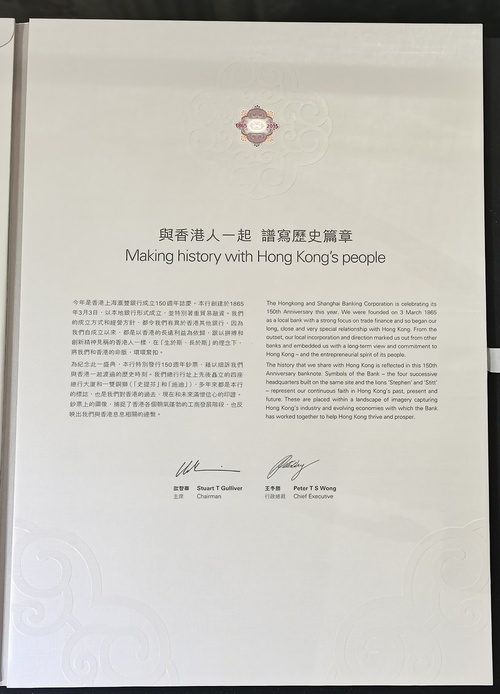 1865 2015
與香港人一起 譜寫歷史篇章
Making history with Hong Kong's people
今年是香港上海滙豐銀行成立150週年誌慶。本行創建於1865
年3月3日，以本地銀行形式成立，並特別著重貿易融資。我們
的成立方式和經營方針，都令我們有異於香港其他銀行，因為
我們自成立以來，都是以香港的長遠利益為依歸，顯以拼搏和
創新精神見稱的香港人一樣，在「生於斯、長於斯」的理念下，
將我們和香港的命運，環環緊扣。
為紀念此一盛典，本行特別發行150週年鈔票，藉以細訴我們
與香港一起渡過的歷史時刻。我們總行行址上先後矗立的四座
總行大廈和一雙銅獅(「史提芬」和「施迪」)，多年來都是本行
的標誌，也是我們對香港的過去、現在和未來滿懷信心的印證。
鈔票上的圖像，捕捉了香港各個朝氣蓬勃的工商發展階段，也反
映出我們與香港息息相關的連繫。
The Hongkong and Shanghai Banking Corporation is celebrating its
150th Anniversary this year. We were founded on 3 March 1865
as a local bank with a strong focus on trade finance and so began our
long, close and very special relationship with Hong Kong. From the
outset, our local incorporation and direction marked us out from other
banks and embedded us with a long-term view and commitment to
Hong Kong – and the entrepreneurial spirit of its people.
The history that we share with Hong Kong is reflected in this 150th
Anniversary banknote. Symbols of the Bank – the four successive
headquarters built on the same site and the lions 'Stephen' and 'Stitt'
– represent our continuous faith in Hong Kong's past, present and
future. These are placed within a landscape of imagery capturing
Hong Kong's industry and evolving economies with which the Bank
has worked together to help Hong Kong thrive and prosper.
歐智華 Stuart T Gulliver
主席 Chairman
王冬勝 Peter T S Wong
行政總裁 Chief Executive